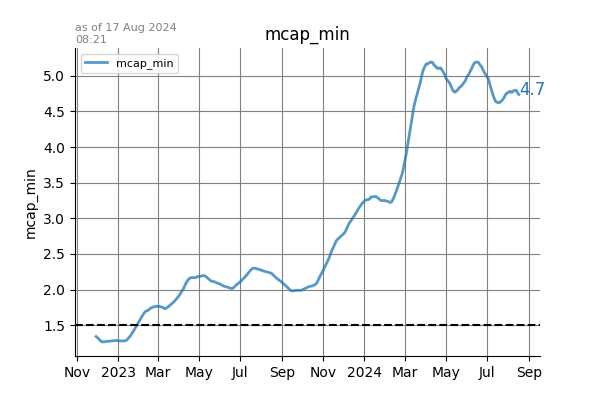 as of 17 Aug 2024
08:21
mcap_min
mcap_min
mcap_min
5.0
4.5
4.0
3.5
3.0
2.5
2.0
1.5
4.7
Nov 2023 Mar May Jul Sep Nov 2024 Mar May Jul Sep